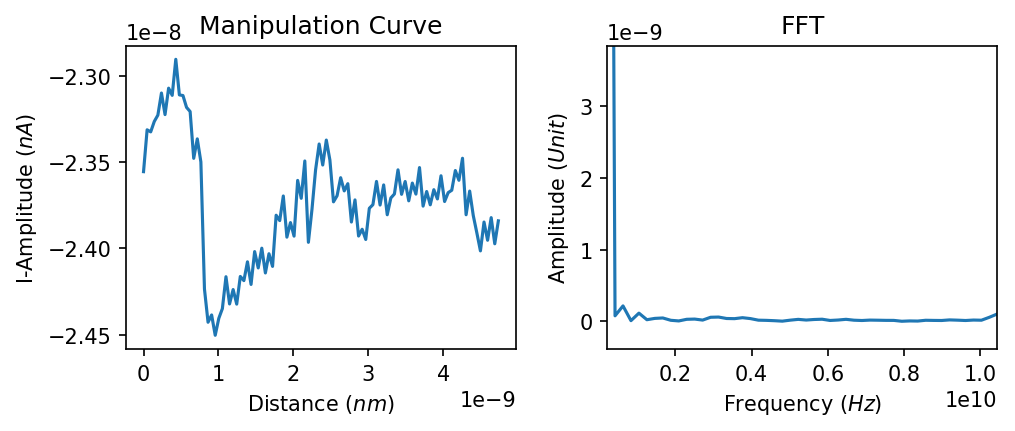 Manipulation Curve
1e−8
−2.30
−2.35
−2.40
−2.45
I-Amplitude (nA)
0 1 2 3 4
Distance (nm)
1e−9
FFT
1e−9
3
2
1
0
Amplitude (Unit)
0.2 0.4 0.6 0.8 1.0
Frequency (Hz)
1e10